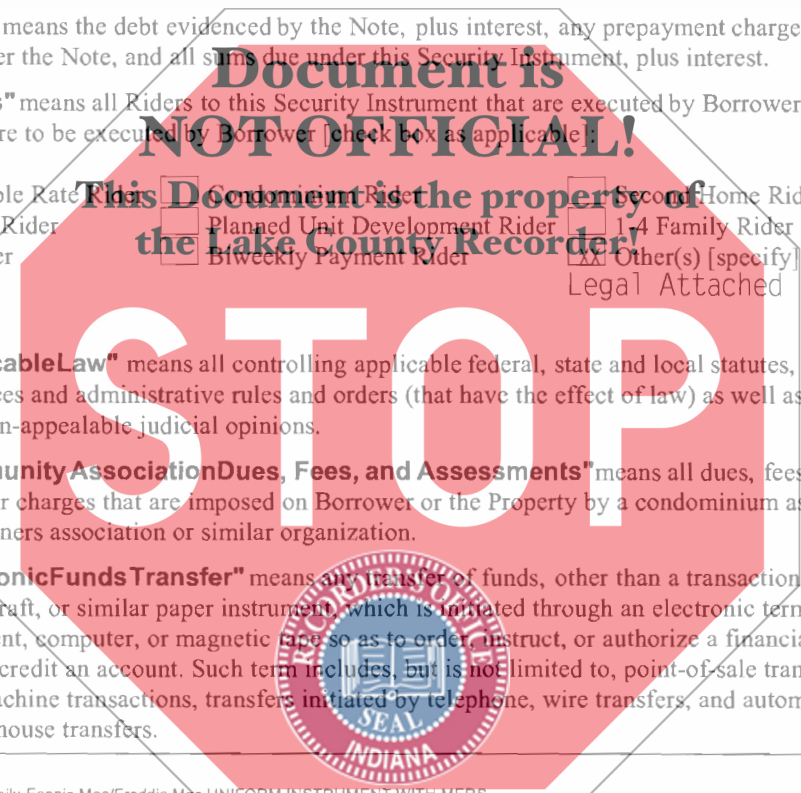 means the debt evidenced by the Note, plus interest, any prepayment charge
er the Note, and all sums due under this Security Instrument, plus interest.
Document is
s" means all Riders to this Security Instrument that are executed by Borrower
re to be executed by Borrower [check box as applicable]:
NOT OFFICIAL!
ble Rate Rider Condominium Rider Second Home Rid
This Document is the property of
Rider Planned Unit Development Rider 1-4 Family Rider
the Lake County Recorder!
er Biweekly Payment Rider XX Other(s) [specify]
Legal Attached
STOP
cableLaw" means all controlling applicable federal, state and local statutes,
ces and administrative rules and orders (that have the effect of law) as well as
n-appealable judicial opinions.
munityAssociationDues, Fees, and Assessments"means all dues, fees
r charges that are imposed on Borrower or the Property by a condominium as
ners association or similar organization.
onicFundsTransfer" means any transfer of funds, other than a transaction
raft, or similar paper instrument, which is initiated through an electronic term
ent, computer, or magnetic tape so as to order, instruct, or authorize a financia
credit an account. Such term includes, but is not limited to, point-of-sale tran
achine transactions, transfers initiated by telephone, wire transfers, and autom
house transfers.
RECORDER'S OFFICE
SEAL
INDIANA